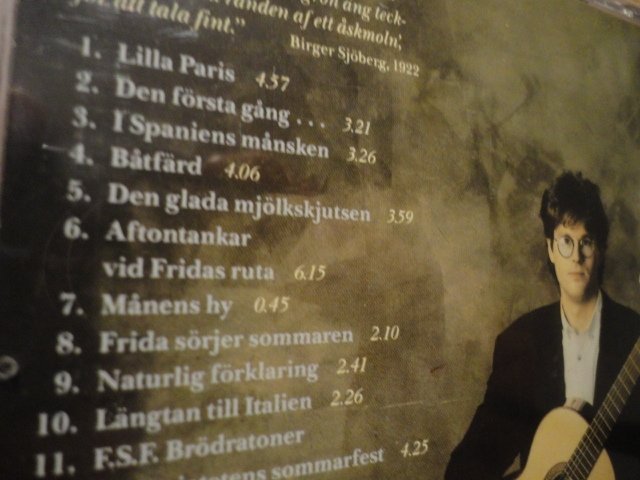 att tala fint."
randen af ett åskmoln,
Birger Sjöberg, 1922
1. Lilla Paris 4.57
2. Den första gång . . . 3.21
3. I Spaniens månsken 3.26
4. Båtfärd 4.06
5. Den glada mjölkskjutsen 3.59
6. Aftontankar
vid Fridas ruta 6.15
7. Månens hy 0.45
8. Frida sörjer sommaren 2.10
9. Naturlig förklaring 2.41
10. Längtan till Italien 2.26
11. F.S.F. Brödratoner
sommarfest 4.25